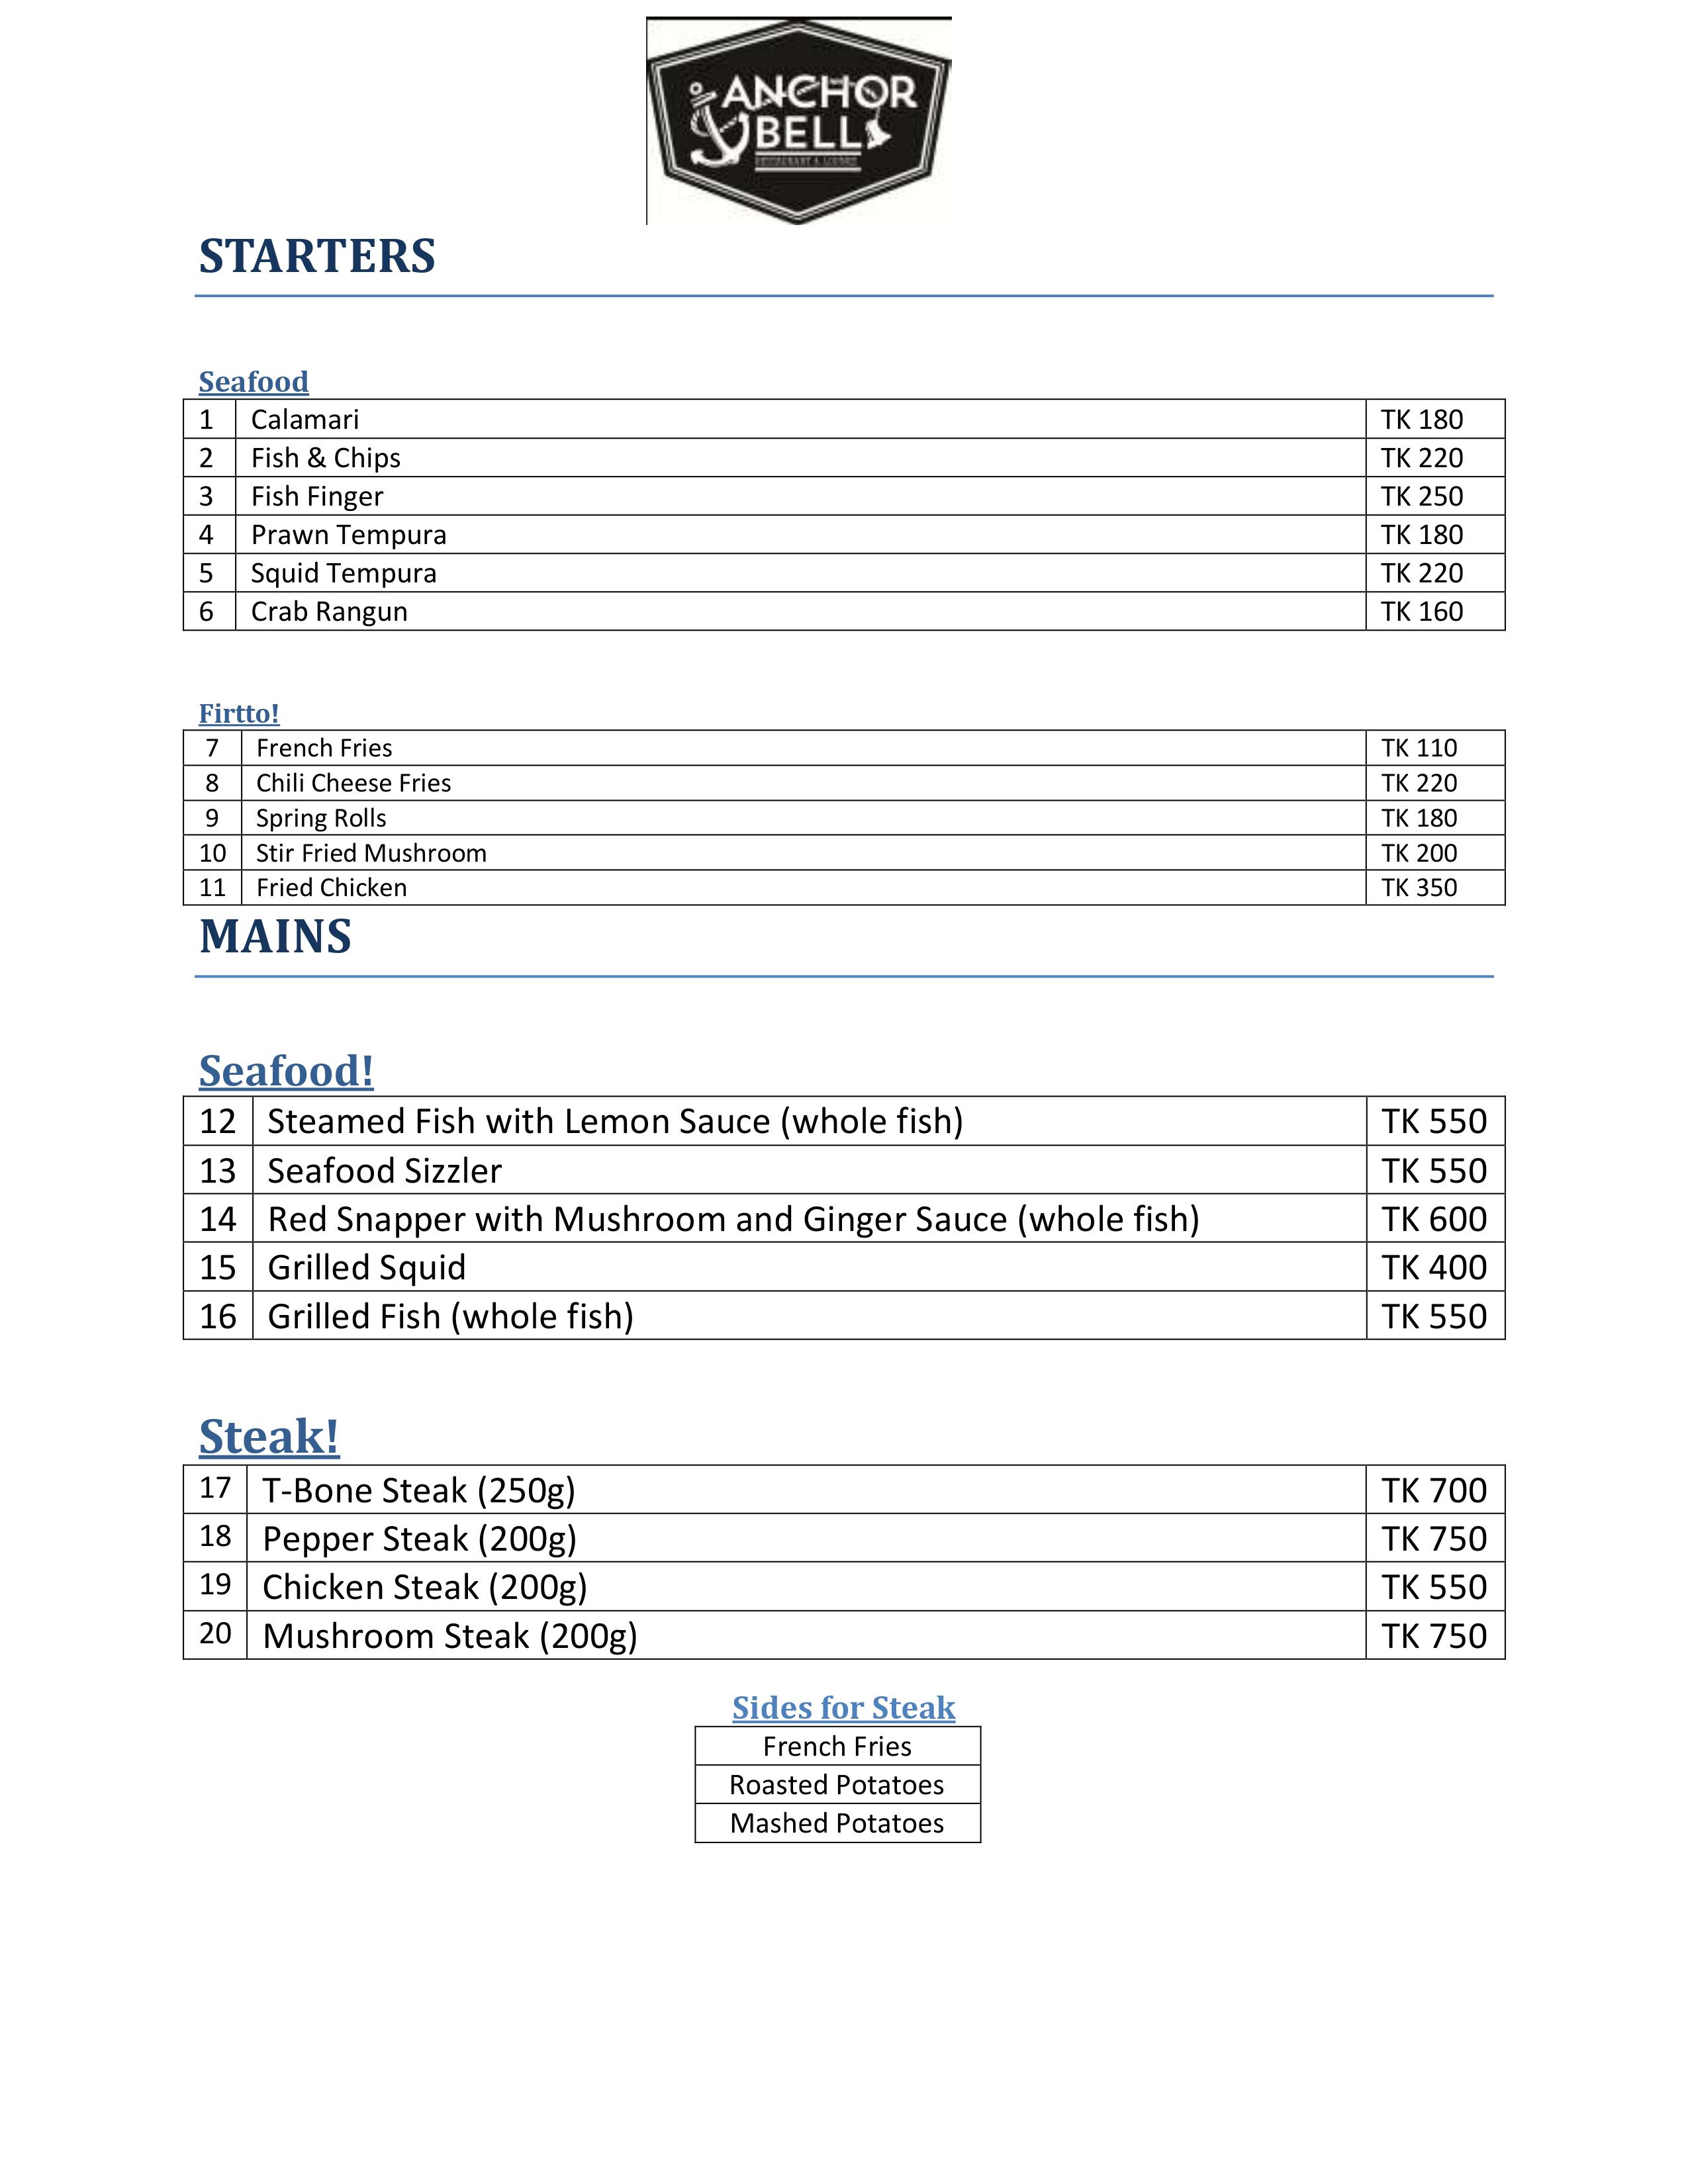 ANCHOR
BELL
RESTAURANT & LOUNGE
STARTERS
Seafood
1 Calamari TK 180
2 Fish & Chips TK 220
3 Fish Finger TK 250
4 Prawn Tempura TK 180
5 Squid Tempura TK 220
6 Crab Rangun TK 160
Firtto!
7 French Fries TK 110
8 Chili Cheese Fries TK 220
9 Spring Rolls TK 180
10 Stir Fried Mushroom TK 200
11 Fried Chicken TK 350
MAINS
Seafood!
12 Steamed Fish with Lemon Sauce (whole fish) TK 550
13 Seafood Sizzler TK 550
14 Red Snapper with Mushroom and Ginger Sauce (whole fish) TK 600
15 Grilled Squid TK 400
16 Grilled Fish (whole fish) TK 550
Steak!
17 T-Bone Steak (250g) TK 700
18 Pepper Steak (200g) TK 750
19 Chicken Steak (200g) TK 550
20 Mushroom Steak (200g) TK 750
Sides for Steak
French Fries
Roasted Potatoes
Mashed Potatoes